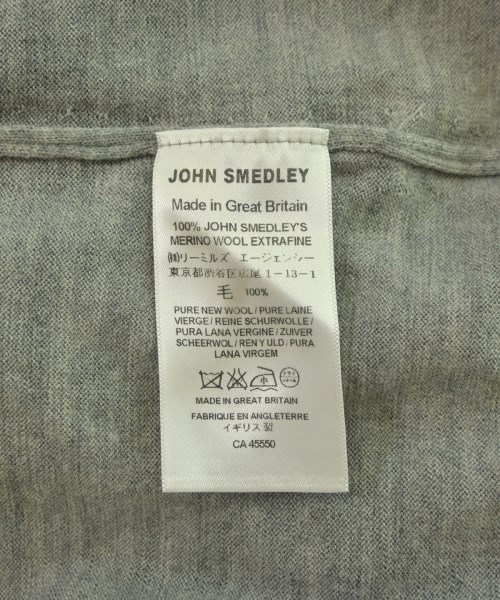 JOHN SMEDLEY
Made in Great Britain
100% JOHN SMEDLEY'S
MERINO WOOL EXTRAFINE
㈱リーミルズ エージェンシー
東京都渋谷区広尾1-13-1
毛 100%
PURE NEW WOOL / PURE LAINE
VIERGE / REINE SCHURWOLLE /
PURA LANA VERGINE / ZUIVER
SCHEERWOL / REN Y ULD / PURA
LANA VIRGEM
MADE IN GREAT BRITAIN
FABRIQUE EN ANGLETERRE
イギリス製
CA 45550